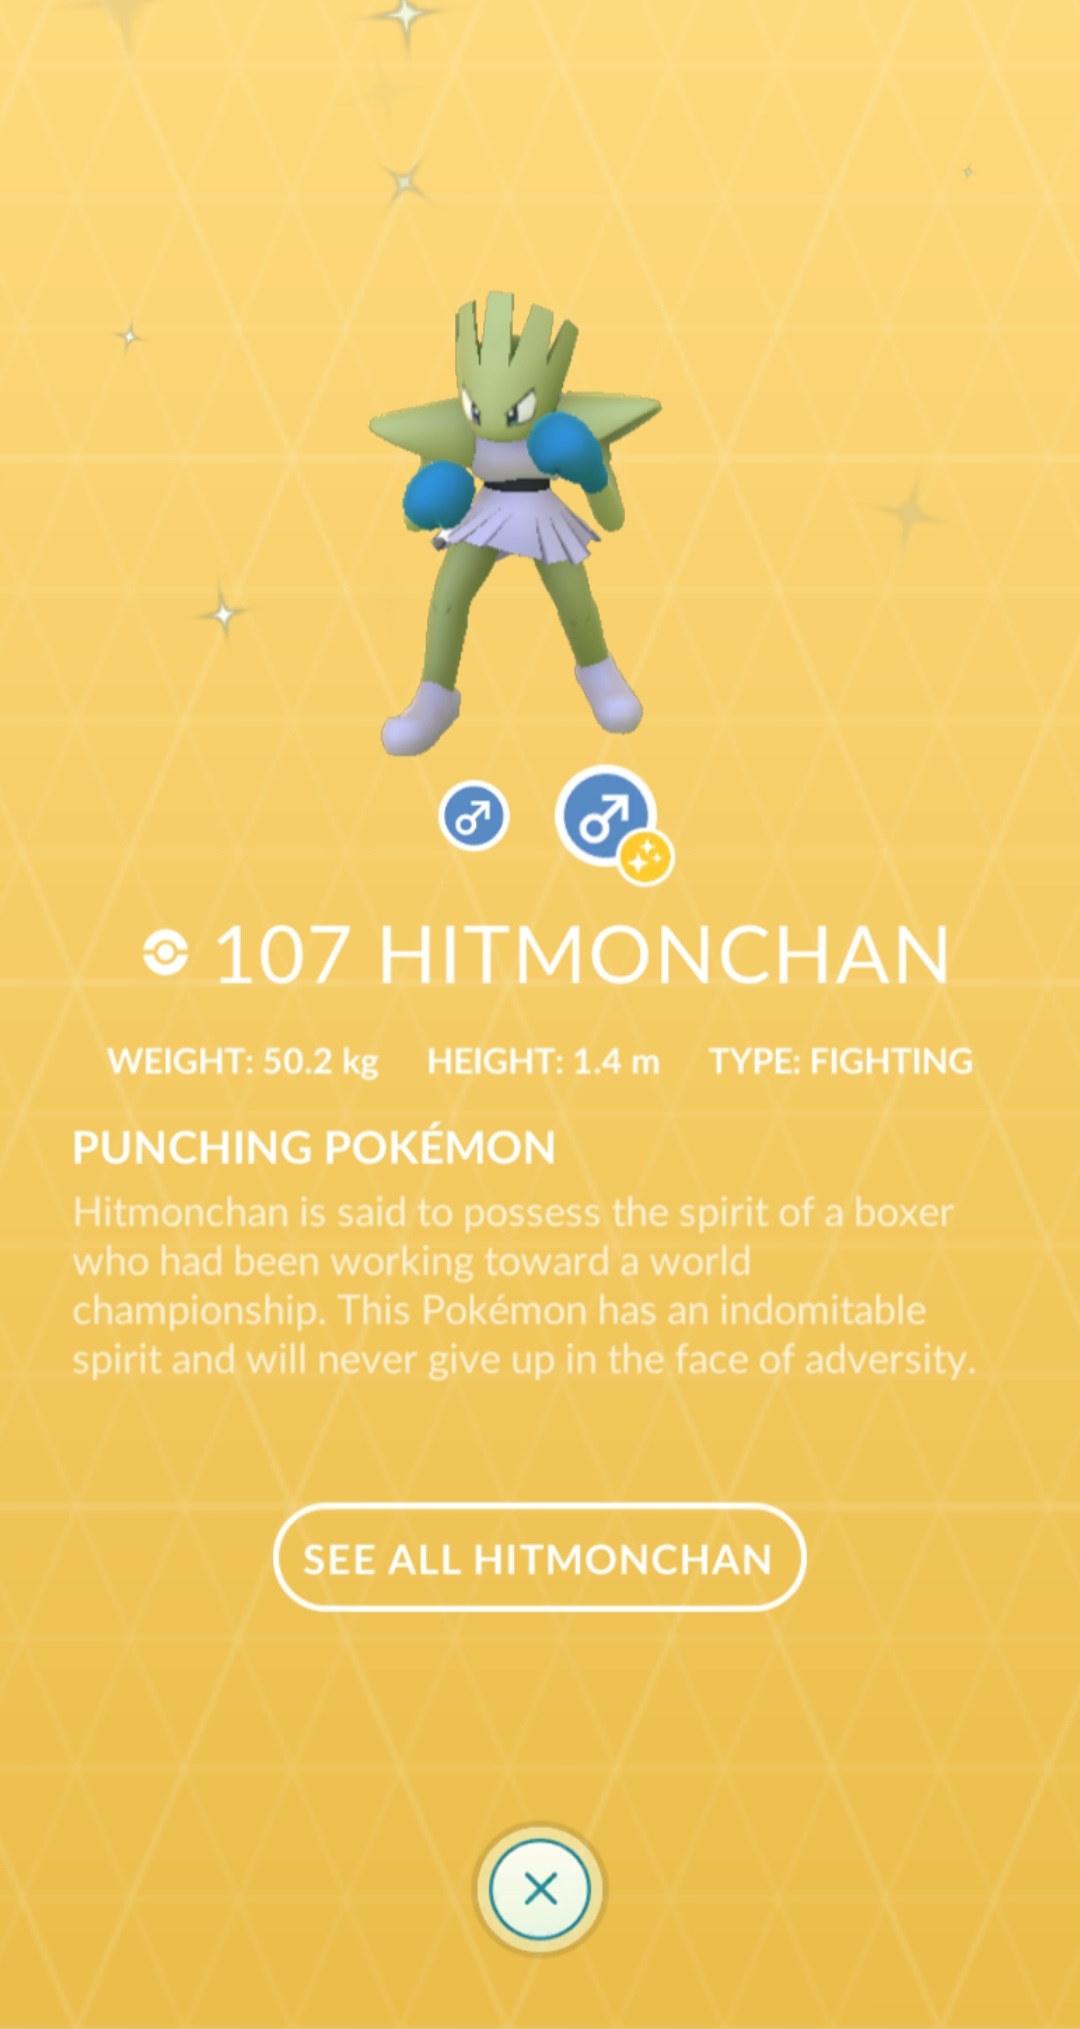 107 HITMONCHAN
WEIGHT: 50.2 kg HEIGHT: 1.4 m TYPE: FIGHTING
PUNCHING POKÉMON
Hitmonchan is said to possess the spirit of a boxer
who had been working toward a world
championship. This Pokémon has an indomitable
spirit and will never give up in the face of adversity.
SEE ALL HITMONCHAN